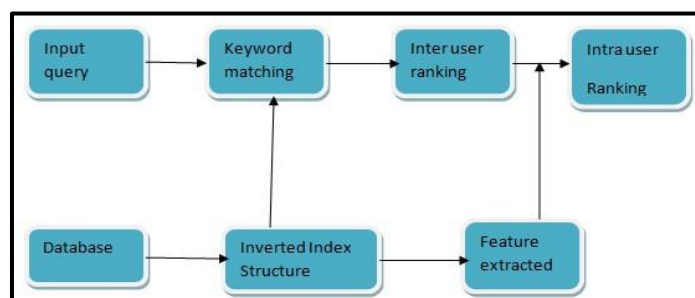 Input
query
Keyword
matching
Inter user
ranking
Intra user
Ranking
Database
Inverted Index
Structure
Feature
extracted